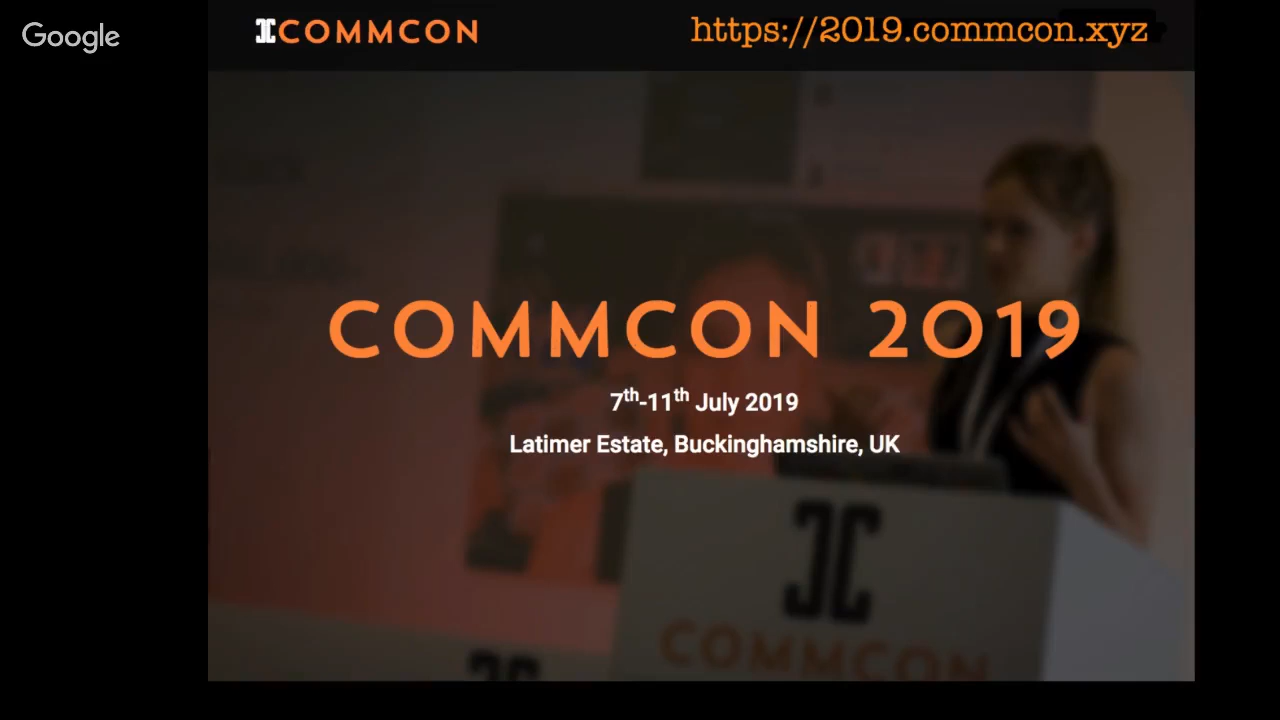 Google
COMMCON
https://2019.commcon.xyz
COMMCON 2019
7th-11th July 2019
Latimer Estate, Buckinghamshire, UK
COMMCON